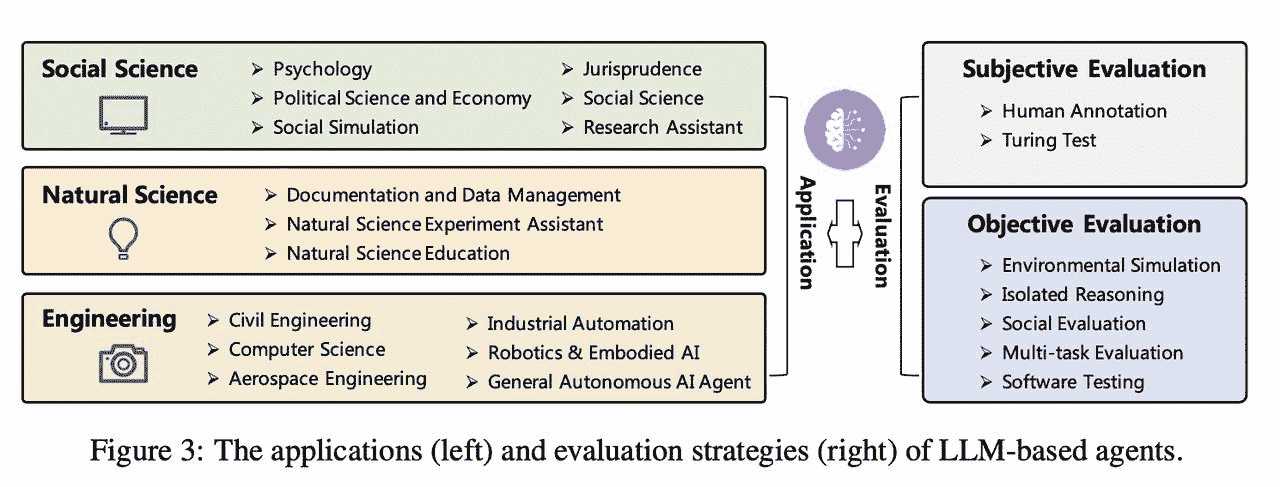 Social Science
➢ Psychology
➢ Political Science and Economy
➢ Social Simulation
➢ Jurisprudence
➢ Social Science
➢ Research Assistant
Natural Science
➢ Documentation and Data Management
➢ Natural Science Experiment Assistant
➢ Natural Science Education
Engineering
➢ Civil Engineering
➢ Computer Science
➢ Aerospace Engineering
➢ Industrial Automation
➢ Robotics & Embodied AI
➢ General Autonomous AI Agent
Application
Evaluation
Subjective Evaluation
➢ Human Annotation
➢ Turing Test
Objective Evaluation
➢ Environmental Simulation
➢ Isolated Reasoning
➢ Social Evaluation
➢ Multi-task Evaluation
➢ Software Testing
Figure 3: The applications (left) and evaluation strategies (right) of LLM-based agents.